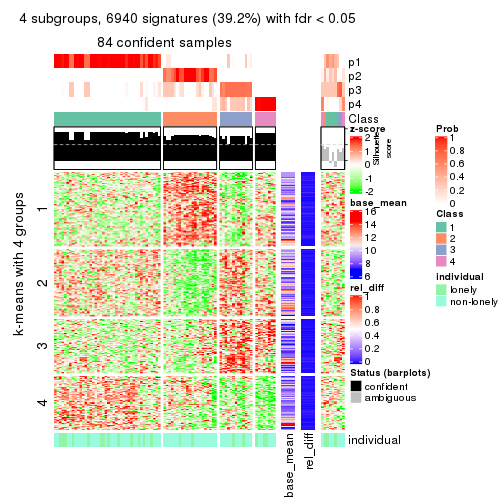 4 subgroups, 6940 signatures (39.2%) with fdr < 0.05
84 confident samples
p1
p2
p3
p4
Class
Silhouette
score
k-means with 4 groups
1
2
3
4
individual
base_mean
rel_diff
z-score
2
1
0
-1
-2
base_mean
16
14
12
10
8
6
rel_diff
1
0.8
0.6
0.4
0.2
0
Status (barplots)
confident
ambiguous
Prob
1
0.8
0.6
0.4
0.2
0
Class
1
2
3
4
individual
lonely
non-lonely